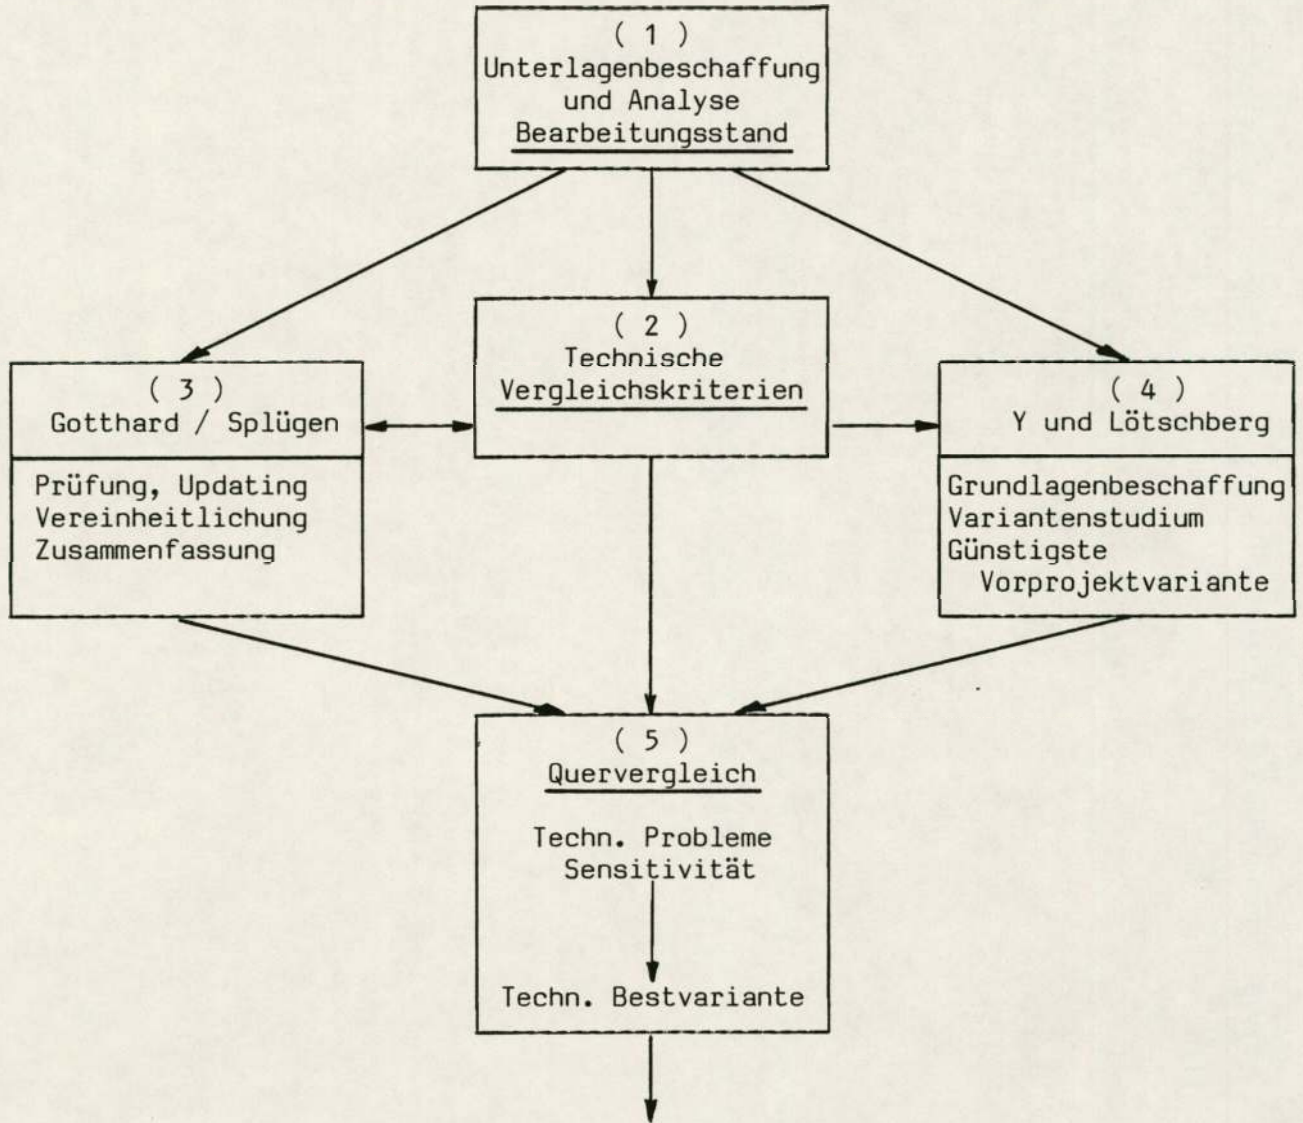 ( 1 )
Unterlagenbeschaffung
und Analyse
Bearbeitungsstand
( 2 )
Technische
Vergleichskriterien
( 3 )
Gotthard / Splügen
Prüfung, Updating
Vereinheitlichung
Zusammenfassung
( 4 )
Y und Lötschberg
Grundlagenbeschaffung
Variantenstudium
Günstigste
Vorprojektvariante
( 5 )
Quervergleich
Techn. Probleme
Sensitivität
Techn. Bestvariante